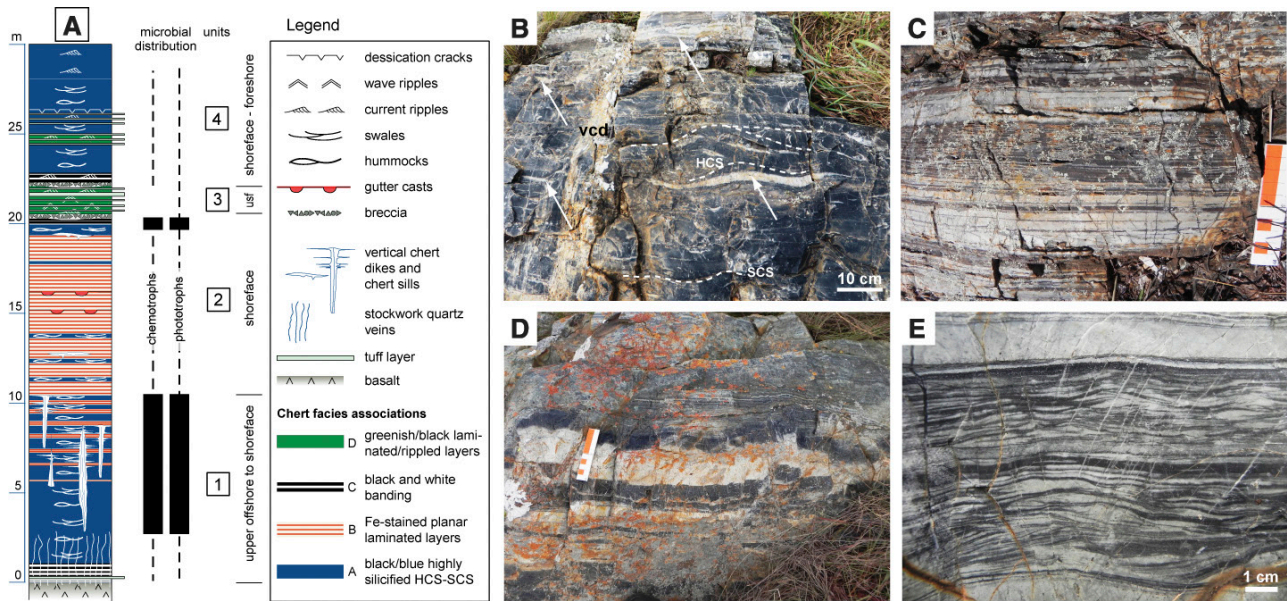 A
m
25
20
15
10
5
0
microbial
distribution
units
chemotrophs
phototrophs
4
3
2
1
shoreface - foreshore
usf
shoreface
upper offshore to shoreface
Legend
dessication cracks
wave ripples
current ripples
swales
hummocks
gutter casts
breccia
vertical chert
dikes and
chert sills
stockwork quartz
veins
tuff layer
basalt
Chert facies associations
D greenish/black lami-
nated/rippled layers
C black and white
banding
B Fe-stained planar
laminated layers
A black/blue highly
silicified HCS-SCS
B
vcd
HCS
SCS
10 cm
C
D
E
1 cm